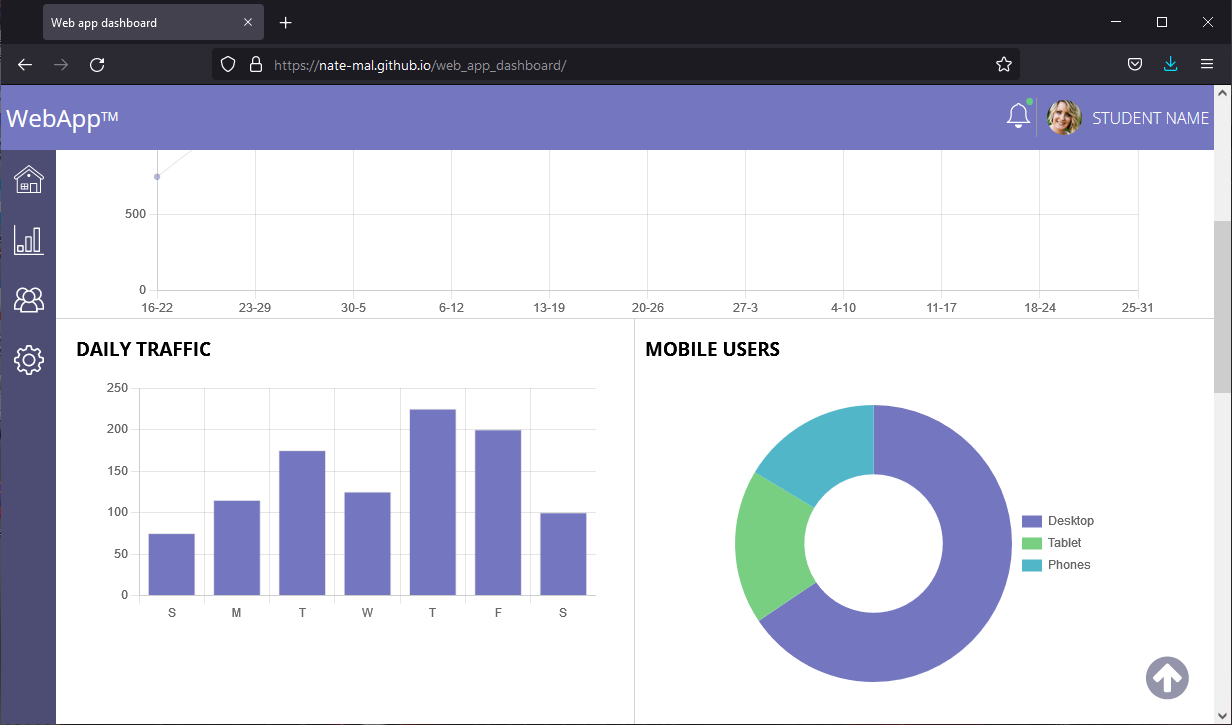 Web app dashboard
https://nate-mal.github.io/web_app_dashboard/
WebApp™
STUDENT NAME
500
0
16-22 23-29 30-5 6-12 13-19 20-26 27-3 4-10 11-17 18-24 25-31
DAILY TRAFFIC
250
200
150
100
50
0
S M T W T F S
MOBILE USERS
Desktop
Tablet
Phones